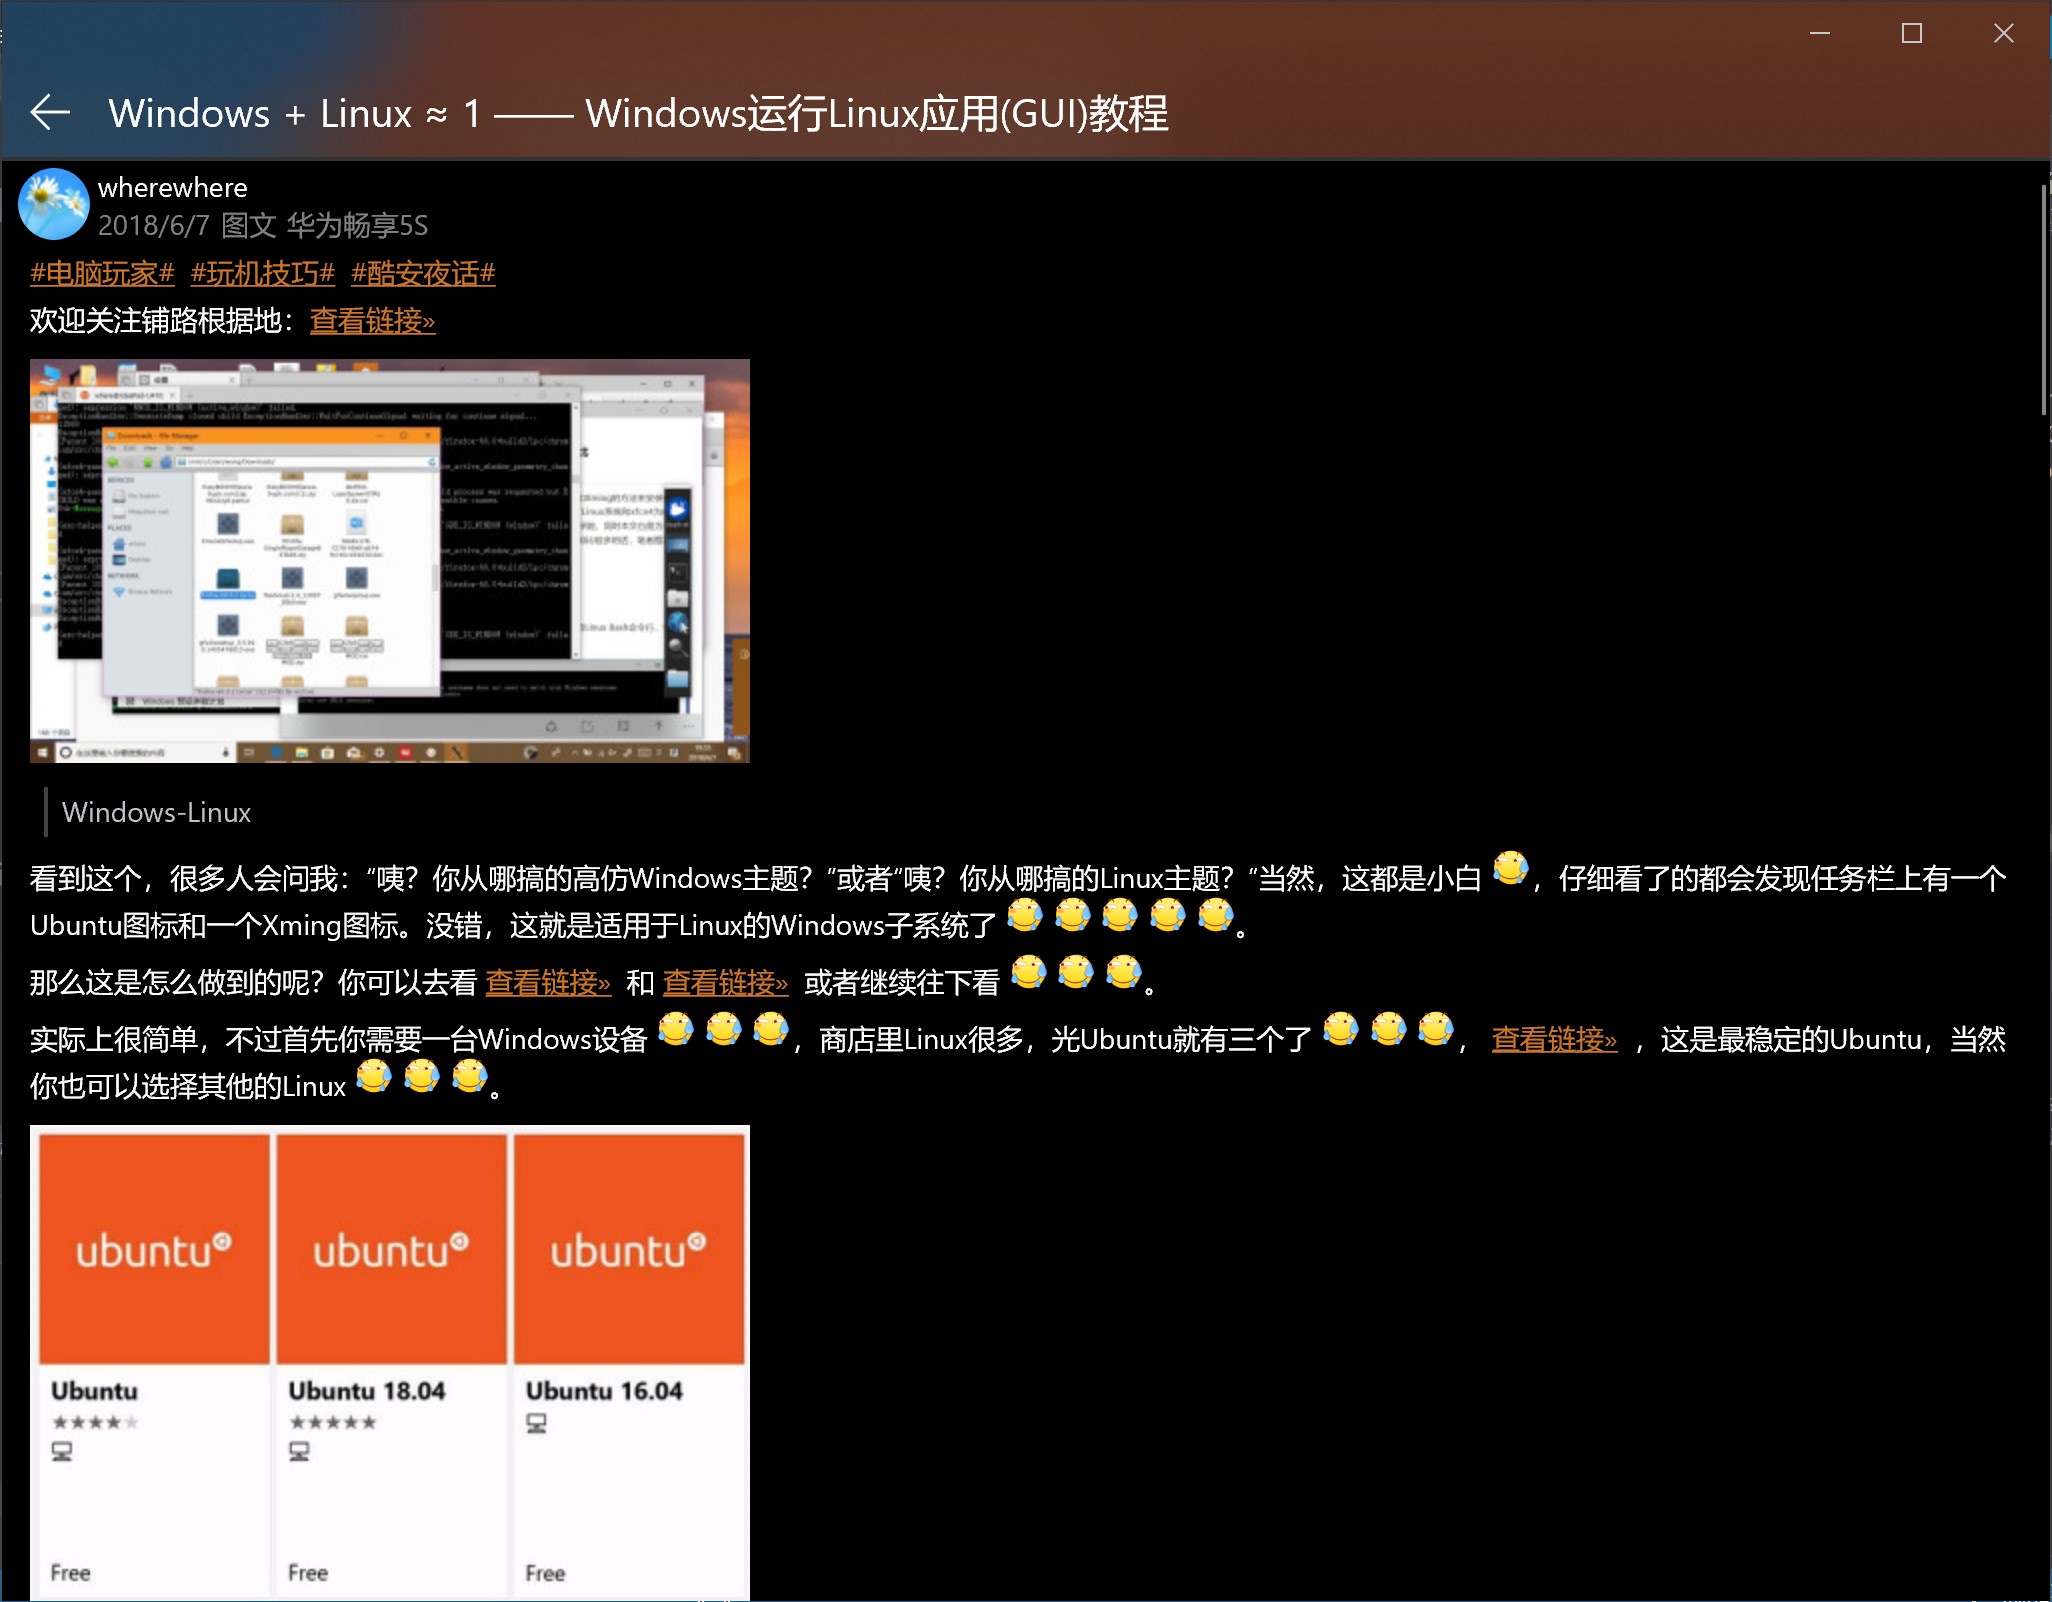 Windows + Linux ≈ 1 —— Windows运行Linux应用(GUI)教程
wherewhere
2018/6/7 图文 华为畅享5S
#电脑玩家# #玩机技巧# #酷安夜话#
欢迎关注铺路根据地：查看链接»
Downloads - File Manager
Windows-Linux
看到这个，很多人会问我：“咦？你从哪搞的高仿Windows主题？”或者“咦？你从哪搞的Linux主题？”当然，这都是小白，仔细看了的都会发现任务栏上有一个
Ubuntu图标和一个Xming图标。没错，这就是适用于Linux的Windows子系统了。
那么这是怎么做到的呢？你可以去看 查看链接» 和 查看链接» 或者继续往下看。
实际上很简单，不过首先你需要一台Windows设备，商店里Linux很多，光Ubuntu就有三个了， 查看链接» ，这是最稳定的Ubuntu，当然
你也可以选择其他的Linux。
ubuntu ubuntu ubuntu
Ubuntu Ubuntu 18.04 Ubuntu 16.04
Free Free Free